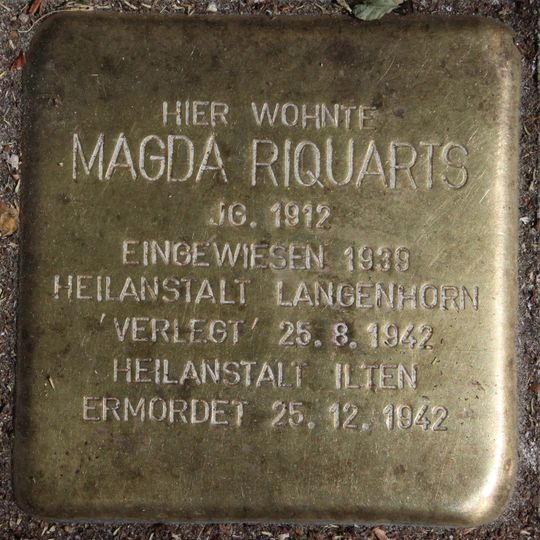 HIER WOHNTE
MAGDA RIQUARTS
JG. 1912
EINGEWIESEN 1939
HEILANSTALT LANGENHORN
'VERLEGT' 25. 8. 1942
HEILANSTALT ILTEN
ERMORDET 25. 12. 1942